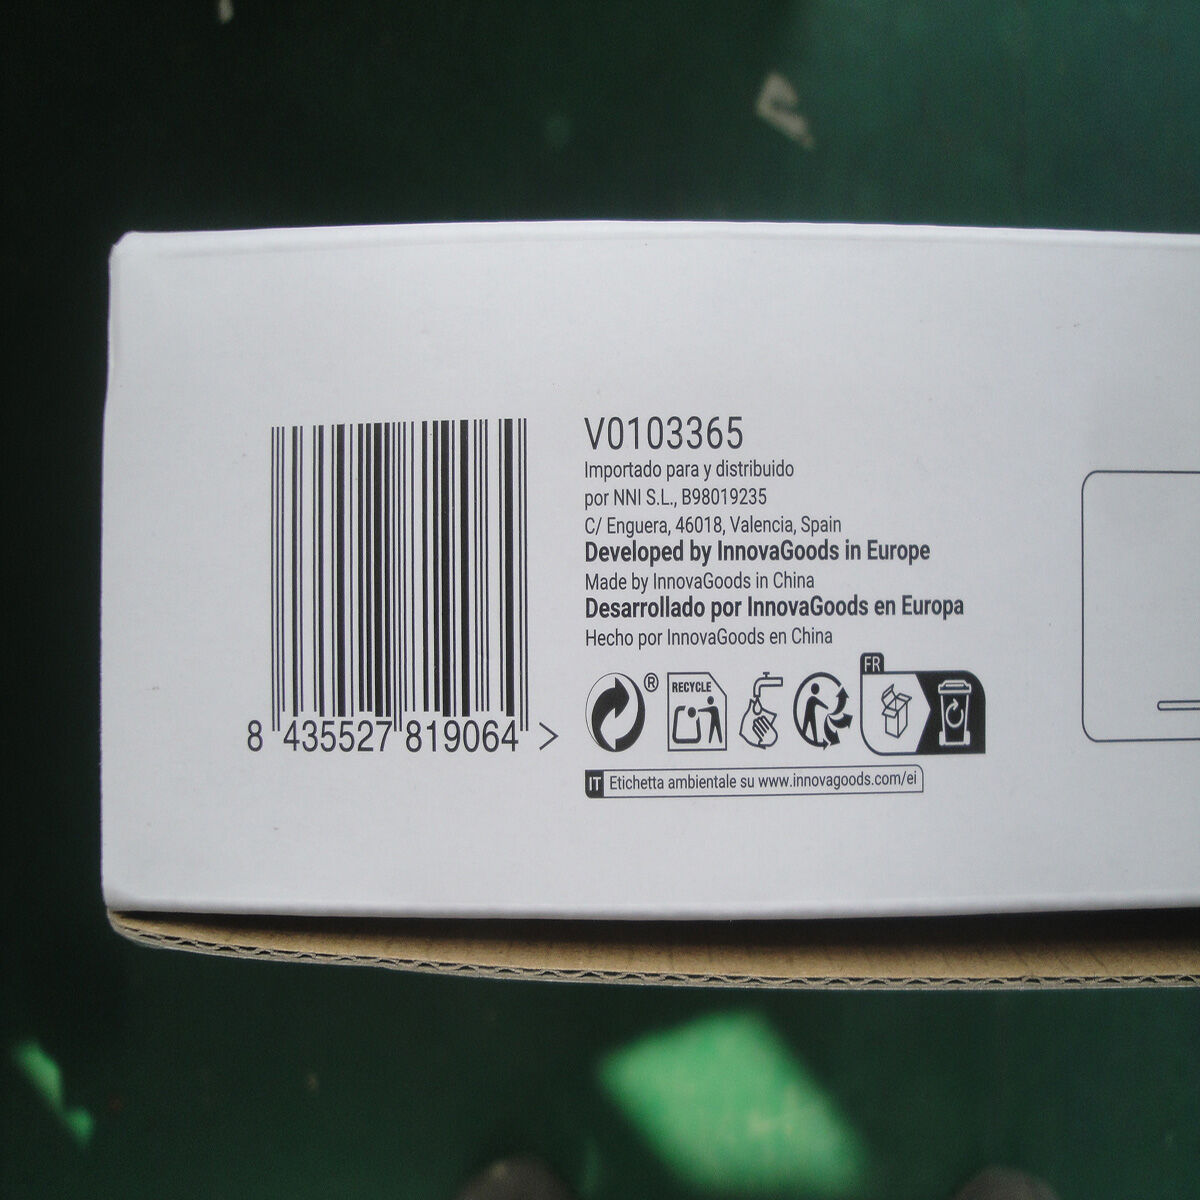 V0103365
Importado para y distribuido
por NNI S.L., B98019235
C/ Enguera, 46018, Valencia, Spain
Developed by InnovaGoods in Europe
Made by InnovaGoods in China
Desarrollado por InnovaGoods en Europa
Hecho por InnovaGoods en China
8 435527 819064 >
®
RECYCLE
FR
IT Etichetta ambientale su www.innovagoods.com/ei